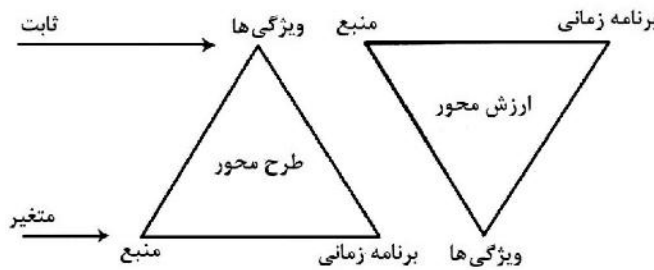 ثابت
ویژگی‌ها
منبع
برنامه زمانی
ارزش محور
طرح محور
متغیر
منبع
برنامه زمانی
ویژگی‌ها